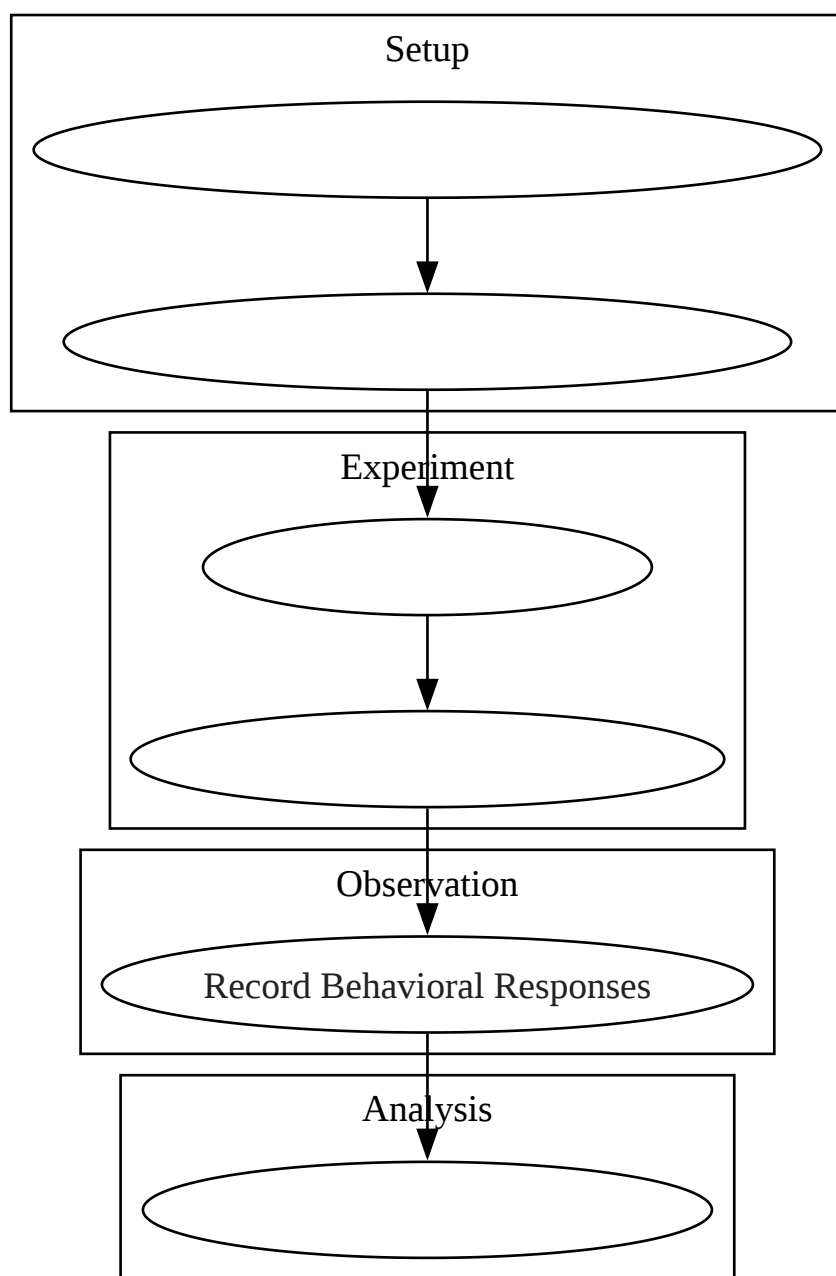 Setup
Experiment
Observation
Record Behavioral Responses
Analysis